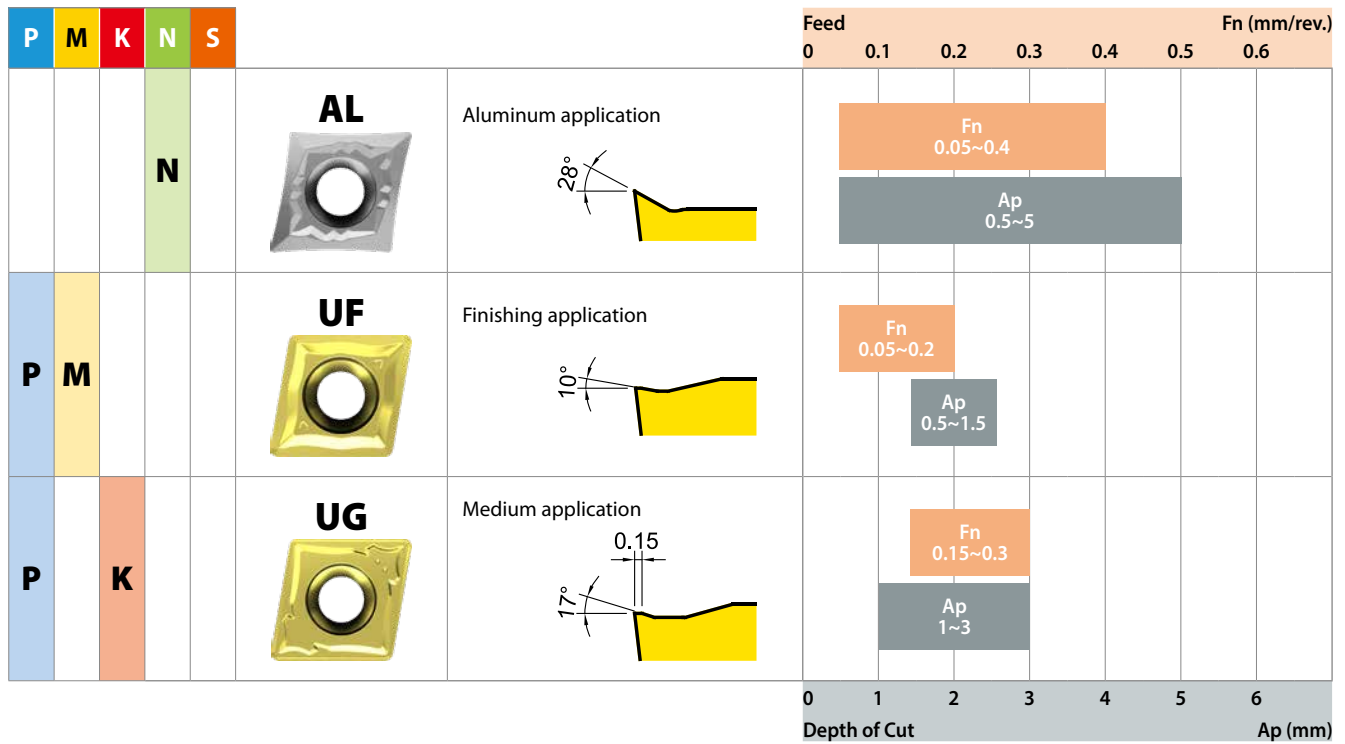 P M K N S
Feed Fn (mm/rev.)
0 0.1 0.2 0.3 0.4 0.5 0.6
N
AL
Aluminum application
28°
Fn
0.05~0.4
Ap
0.5~5
P M
UF
Finishing application
10°
Fn
0.05~0.2
Ap
0.5~1.5
P K
UG
Medium application
0.15
17°
Fn
0.15~0.3
Ap
1~3
0 1 2 3 4 5 6
Depth of Cut Ap (mm)